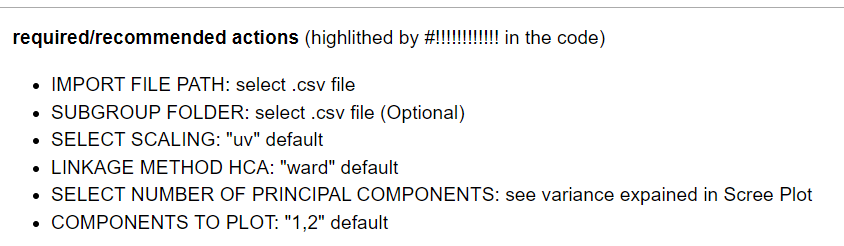 required/recommended actions (highlithed by #!!!!!!!!!!!! in the code)
• IMPORT FILE PATH: select .csv file
• SUBGROUP FOLDER: select .csv file (Optional)
• SELECT SCALING: "uv" default
• LINKAGE METHOD HCA: "ward" default
• SELECT NUMBER OF PRINCIPAL COMPONENTS: see variance expained in Scree Plot
• COMPONENTS TO PLOT: "1,2" default